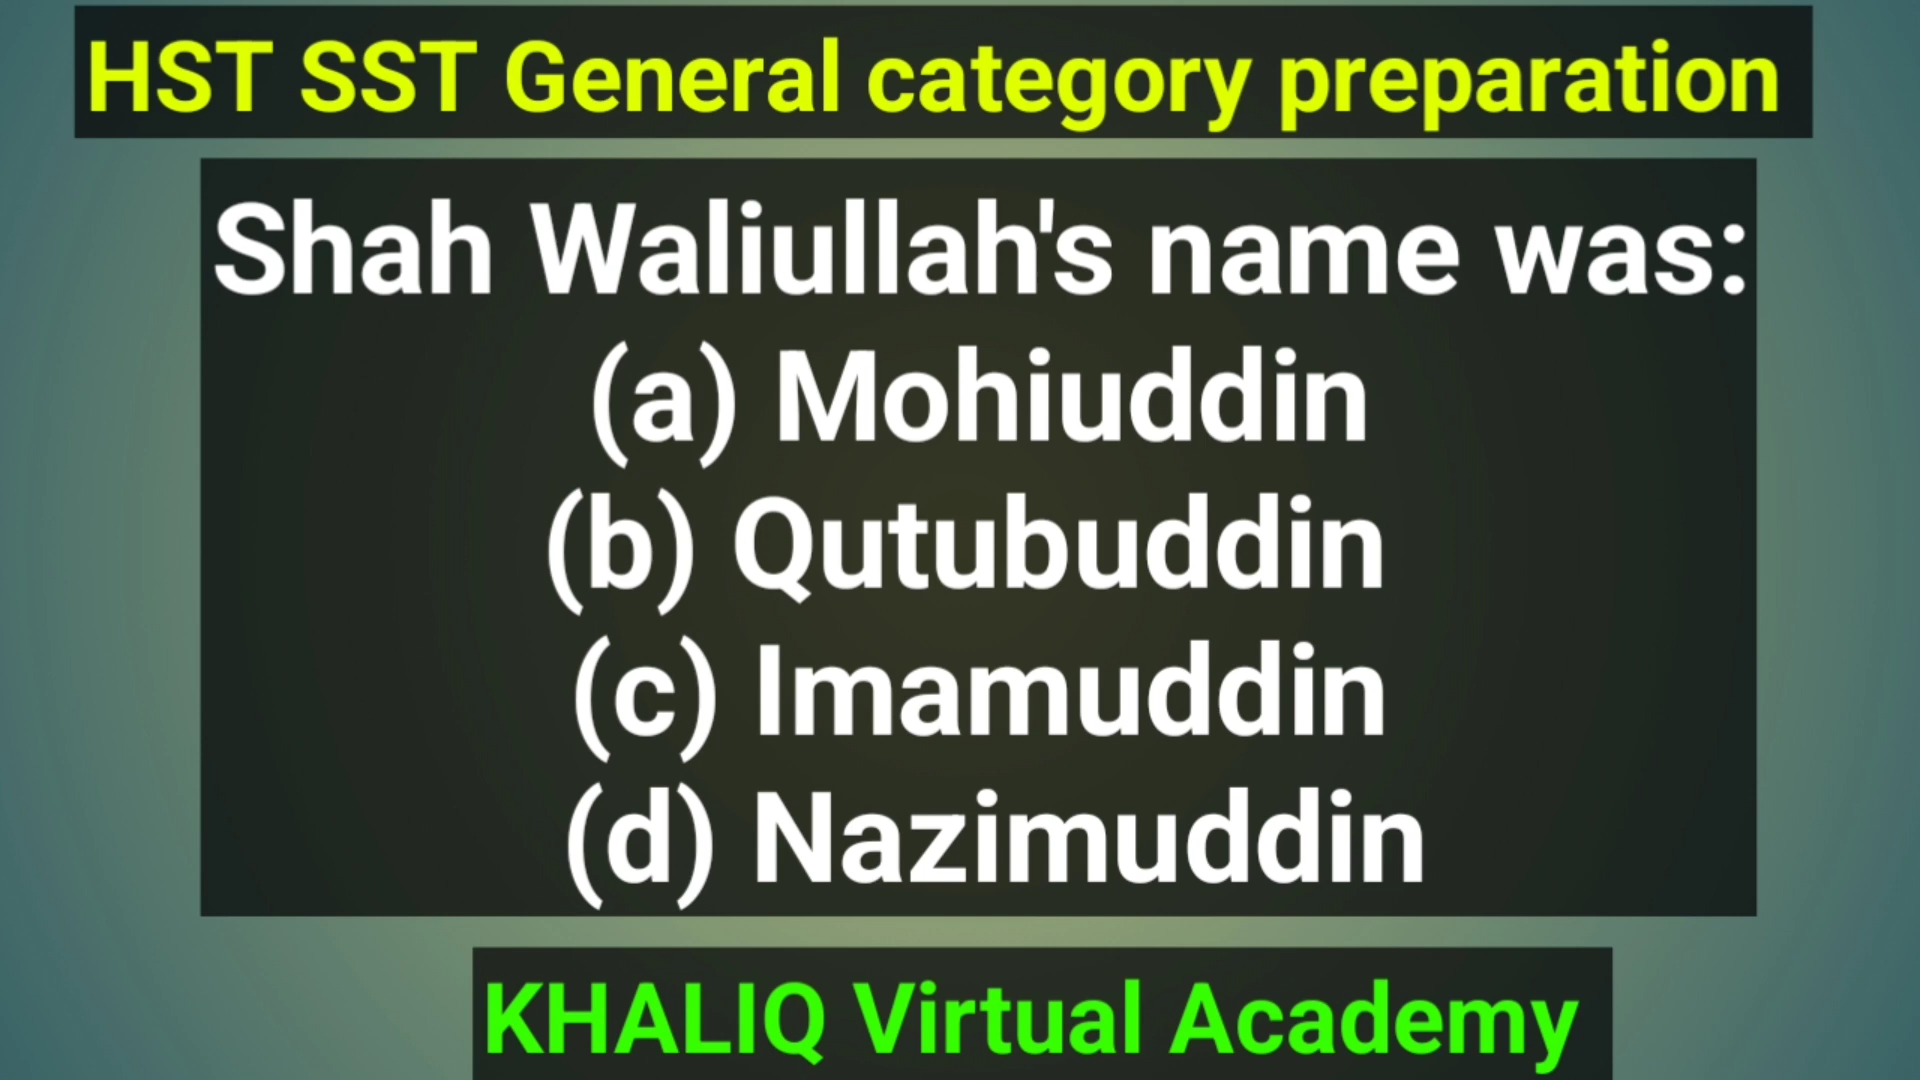 HST SST General category preparation
Shah Waliullah's name was:
(a) Mohiuddin
(b) Qutubuddin
(c) Imamuddin
(d) Nazimuddin
KHALIQ Virtual Academy